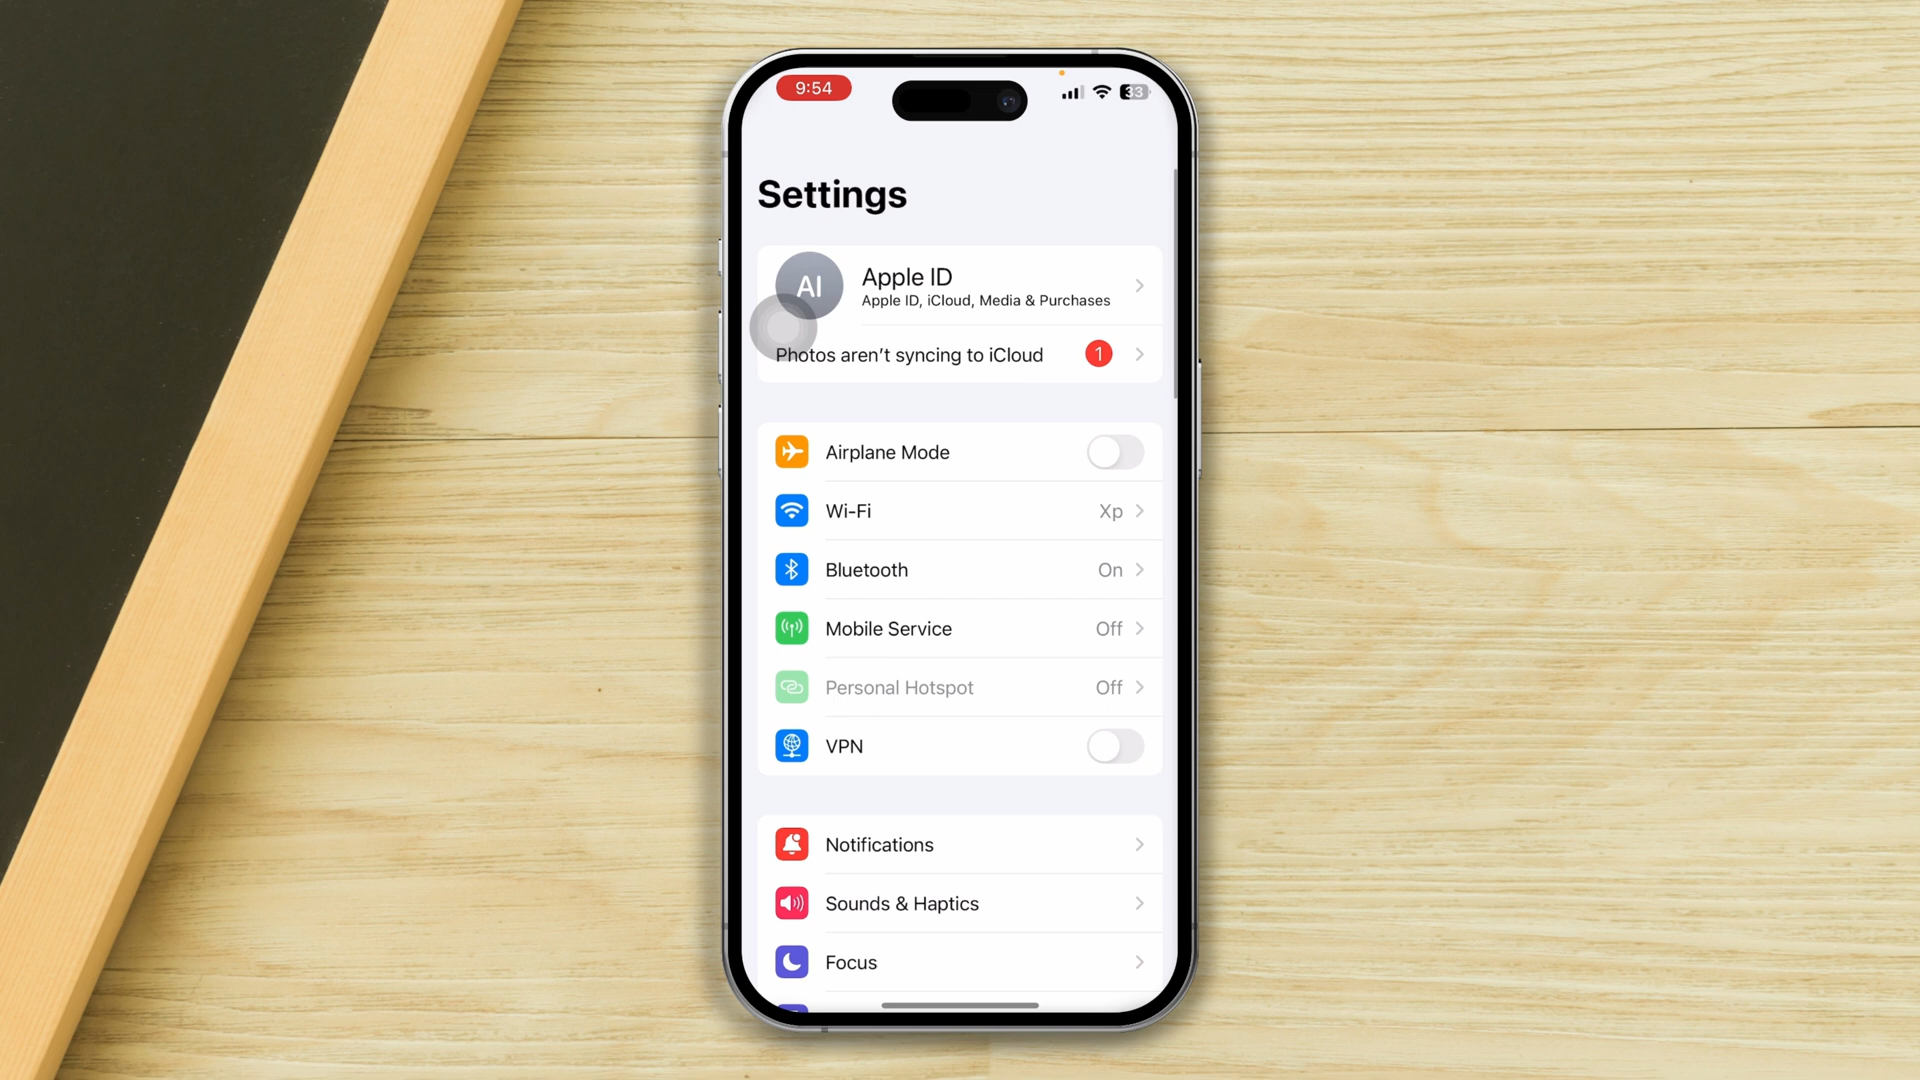 9:54
33
Settings
AI
Apple ID
Apple ID, iCloud, Media & Purchases
Photos aren’t syncing to iCloud
1
Airplane Mode
Wi-Fi
Xp
Bluetooth
On
Mobile Service
Off
Personal Hotspot
Off
VPN
Notifications
Sounds & Haptics
Focus